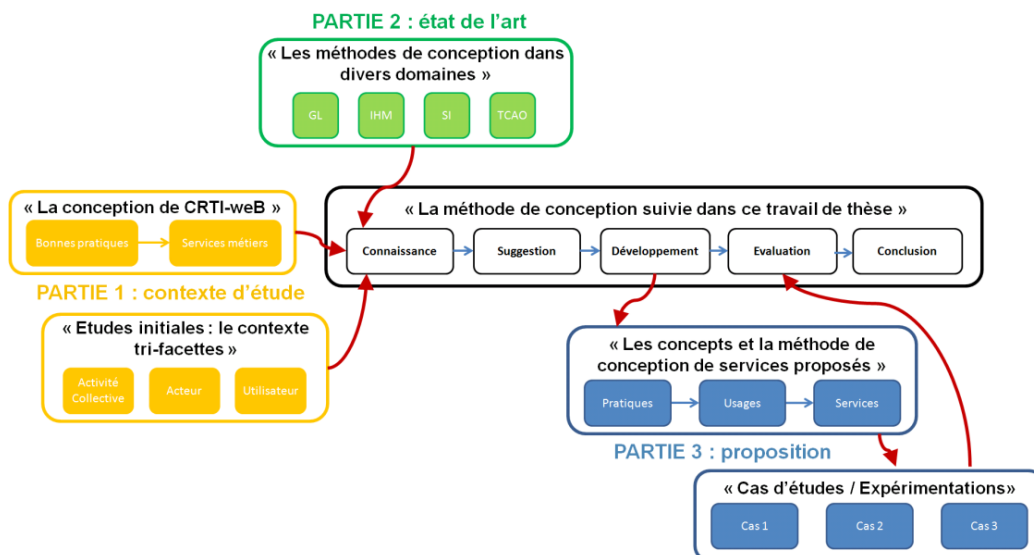 PARTIE 2 : état de l’art
« Les méthodes de conception dans
divers domaines »
GL
IHM
SI
TCAO
« La conception de CRTI-weB »
Bonnes pratiques
Services métiers
PARTIE 1 : contexte d’étude
« Etudes initiales : le contexte
tri-facettes »
Activité
Collective
Acteur
Utilisateur
« La méthode de conception suivie dans ce travail de thèse »
Connaissance
Suggestion
Développement
Evaluation
Conclusion
« Les concepts et la méthode de
conception de services proposés »
Pratiques
Usages
Services
PARTIE 3 : proposition
« Cas d’études / Expérimentations»
Cas 1
Cas 2
Cas 3